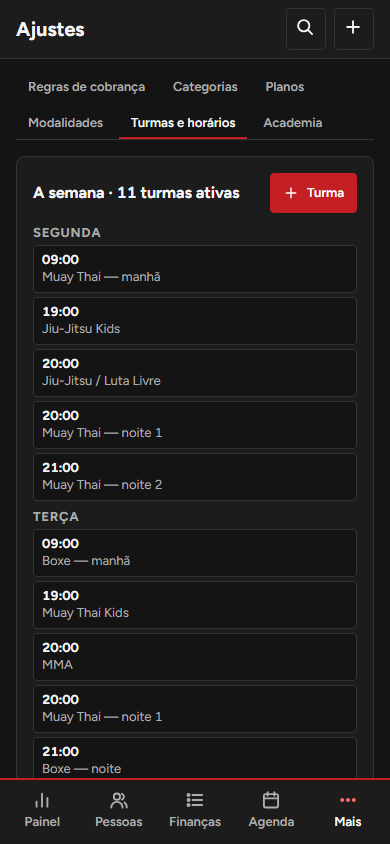 Ajustes
Regras de cobrança Categorias Planos
Modalidades Turmas e horários Academia
A semana · 11 turmas ativas
+ Turma
SEGUNDA
09:00
Muay Thai — manhã
19:00
Jiu-Jitsu Kids
20:00
Jiu-Jitsu / Luta Livre
20:00
Muay Thai — noite 1
21:00
Muay Thai — noite 2
TERÇA
09:00
Boxe — manhã
19:00
Muay Thai Kids
20:00
MMA
20:00
Muay Thai — noite 1
21:00
Boxe — noite
Painel Pessoas Finanças Agenda Mais